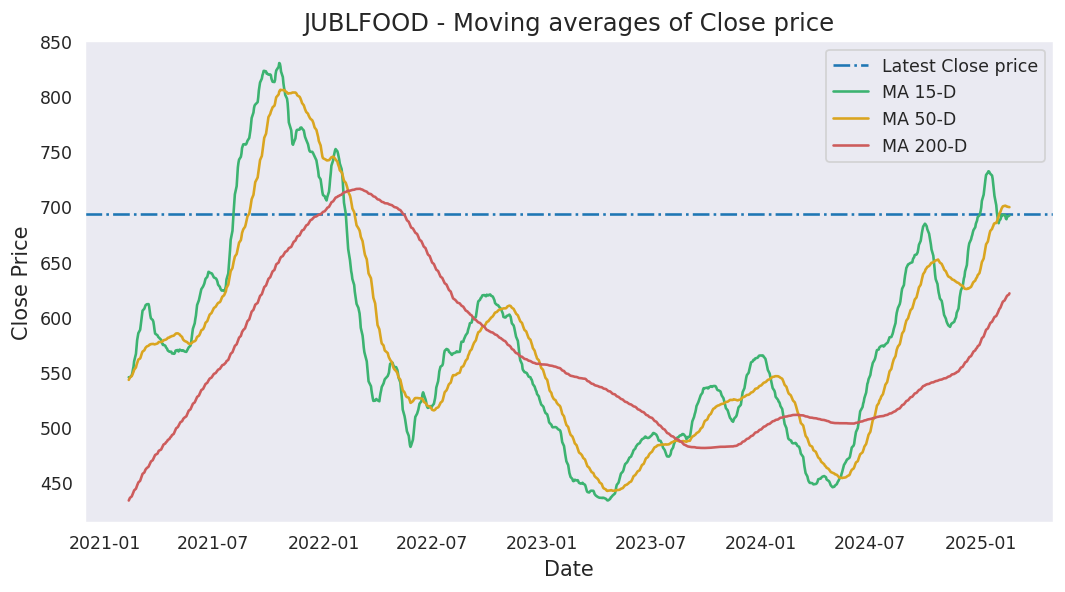 JUBLFOOD - Moving averages of Close price
850
800
750
700
650
600
550
500
450
Close Price
Latest Close price
MA 15-D
MA 50-D
MA 200-D
2021-01 2021-07 2022-01 2022-07 2023-01 2023-07 2024-01 2024-07 2025-01
Date